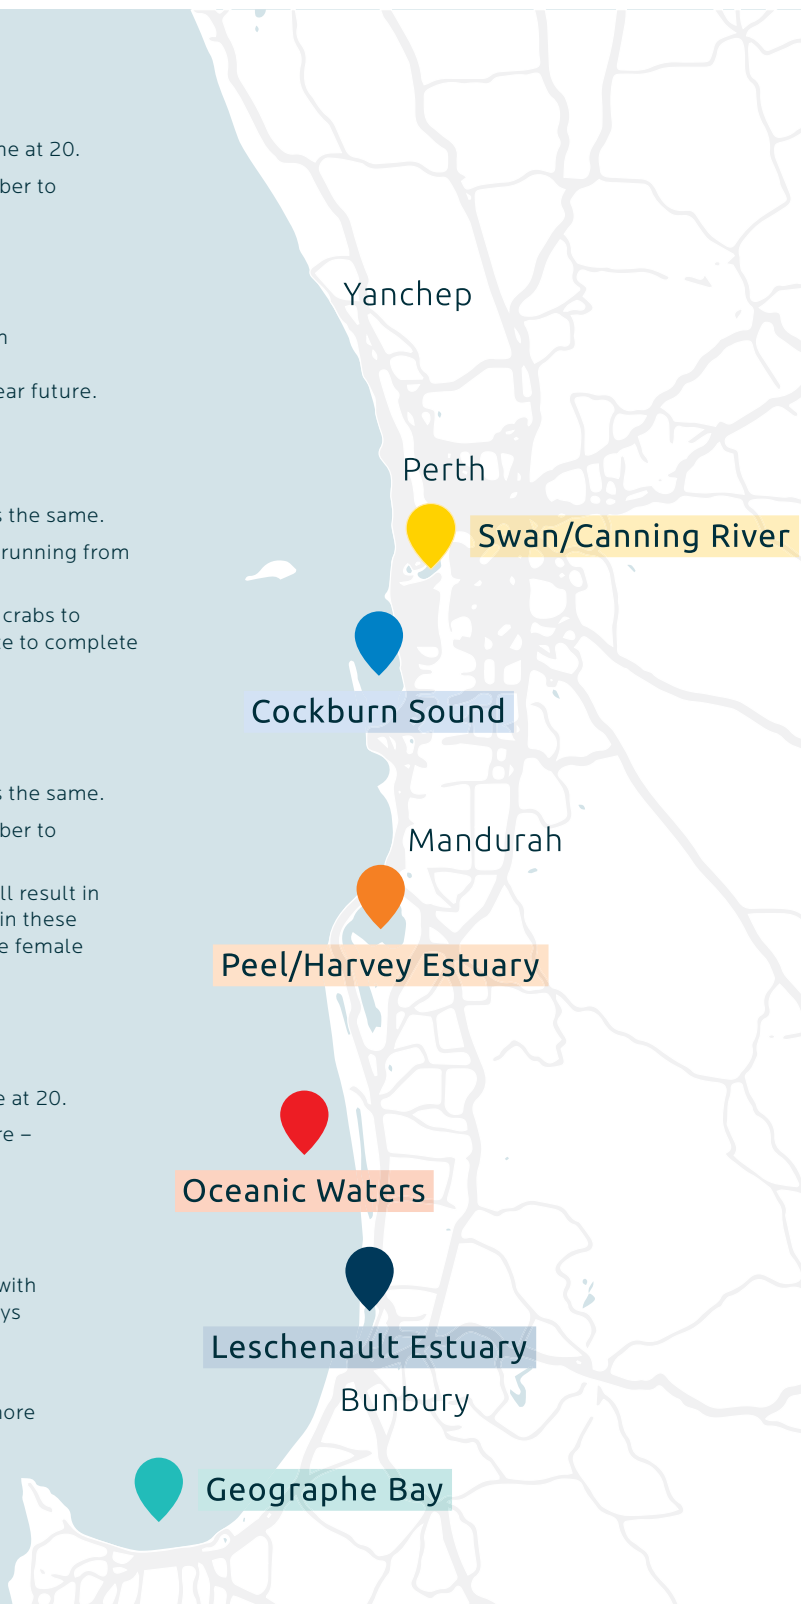 ne at 20.
ber to
Yanchep
n
ear future.
Perth
s the same.
Swan/Canning River
running from
crabs to
te to complete
Cockburn Sound
s the same.
ber to
Mandurah
ll result in
in these
e female
Peel/Harvey Estuary
e at 20.
re –
Oceanic Waters
with
ys
Leschenault Estuary
Bunbury
more
Geographe Bay